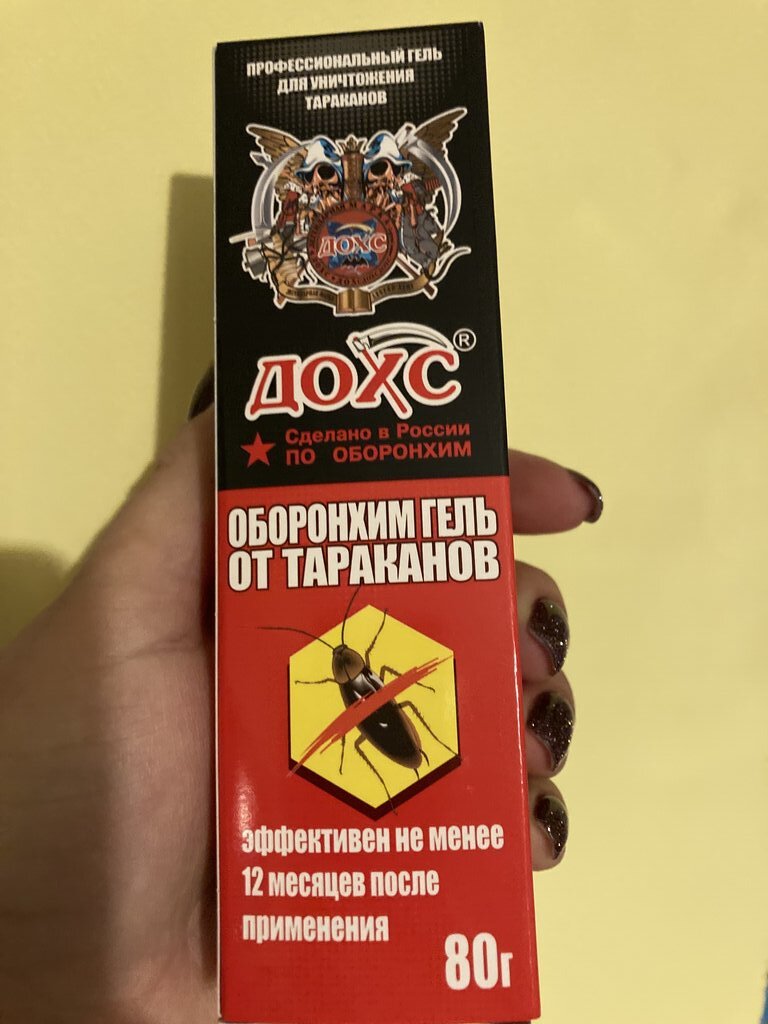 ПРОФЕССИОНАЛЬНЫЙ ГЕЛЬ
ДЛЯ УНИЧТОЖЕНИЯ
ТАРАКАНОВ
ДОХС
ДОХС®
Сделано в России
ПО ОБОРОНХИМ
ОБОРОНХИМ ГЕЛЬ
ОТ ТАРАКАНОВ
эффективен не менее
12 месяцев после
применения
80г